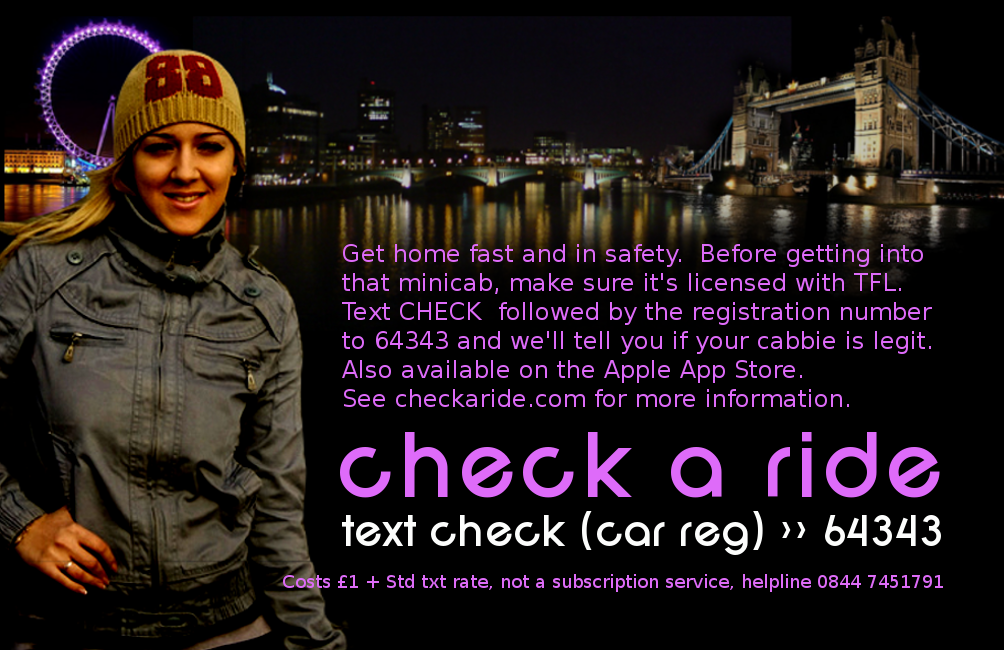 88
Get home fast and in safety.  Before getting into
that minicab, make sure it's licensed with TFL.
Text CHECK  followed by the registration number
to 64343 and we'll tell you if your cabbie is legit.
Also available on the Apple App Store.
See checkaride.com for more information.
check a ride
text check (car reg) ›› 64343
Costs £1 + Std txt rate, not a subscription service, helpline 0844 7451791